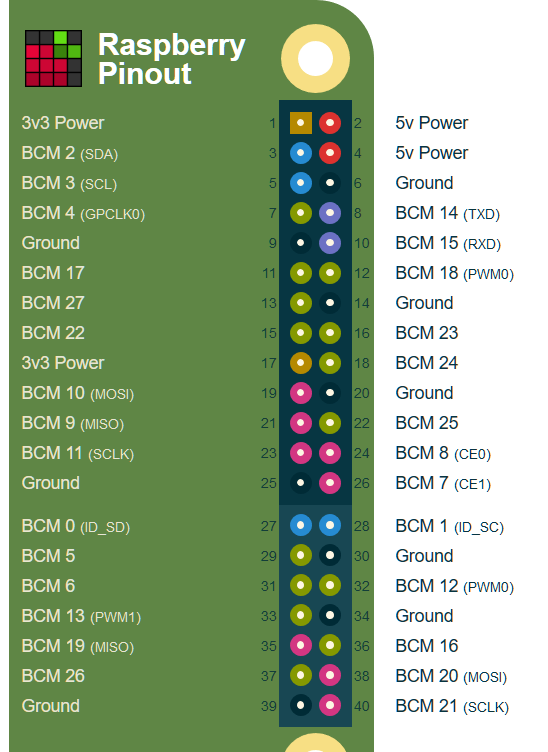 Raspberry
Pinout
3v3 Power 1 2 5v Power
BCM 2 (SDA) 3 4 5v Power
BCM 3 (SCL) 5 6 Ground
BCM 4 (GPCLK0) 7 8 BCM 14 (TXD)
Ground 9 10 BCM 15 (RXD)
BCM 17 11 12 BCM 18 (PWM0)
BCM 27 13 14 Ground
BCM 22 15 16 BCM 23
3v3 Power 17 18 BCM 24
BCM 10 (MOSI) 19 20 Ground
BCM 9 (MISO) 21 22 BCM 25
BCM 11 (SCLK) 23 24 BCM 8 (CE0)
Ground 25 26 BCM 7 (CE1)
BCM 0 (ID_SD) 27 28 BCM 1 (ID_SC)
BCM 5 29 30 Ground
BCM 6 31 32 BCM 12 (PWM0)
BCM 13 (PWM1) 33 34 Ground
BCM 19 (MISO) 35 36 BCM 16
BCM 26 37 38 BCM 20 (MOSI)
Ground 39 40 BCM 21 (SCLK)